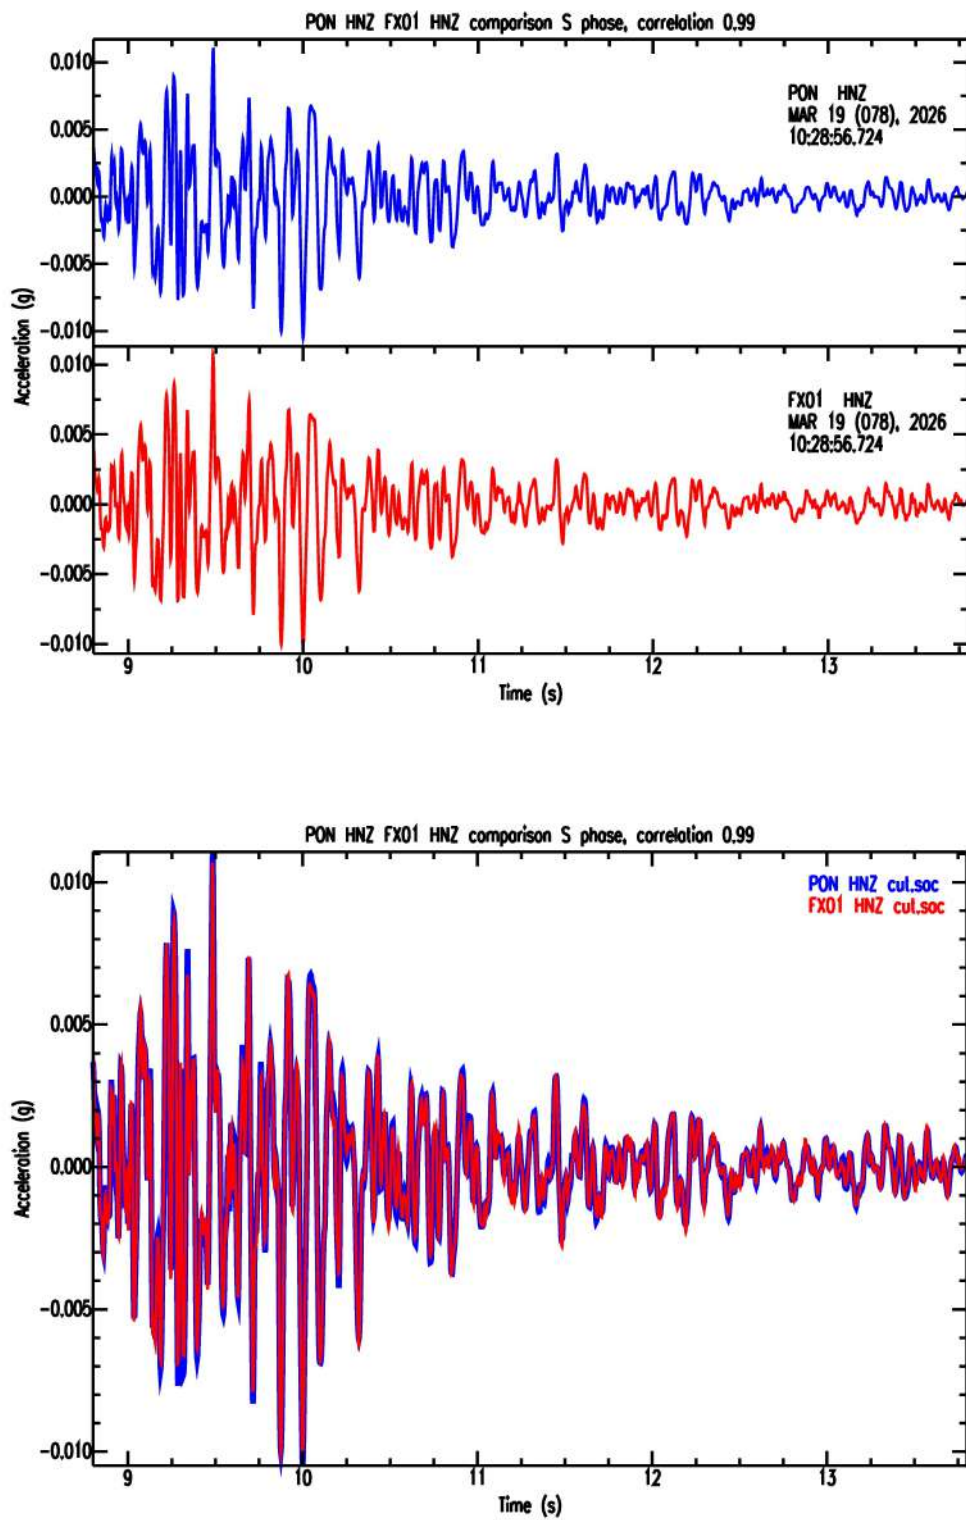 PON HNZ FX01 HNZ comparison S phase, correlation 0.99
0.010
0.005
0.000
−0.005
−0.010
Acceleration (g)
PON HNZ
MAR 19 (078), 2026
10:28:56.724
0.010
0.005
0.000
−0.005
−0.010
FX01 HNZ
MAR 19 (078), 2026
10:28:56.724
9 10 11 12 13
Time (s)
PON HNZ FX01 HNZ comparison S phase, correlation 0.99
0.010
0.005
0.000
−0.005
−0.010
Acceleration (g)
PON HNZ cut.sac
FX01 HNZ cut.sac
9 10 11 12 13
Time (s)